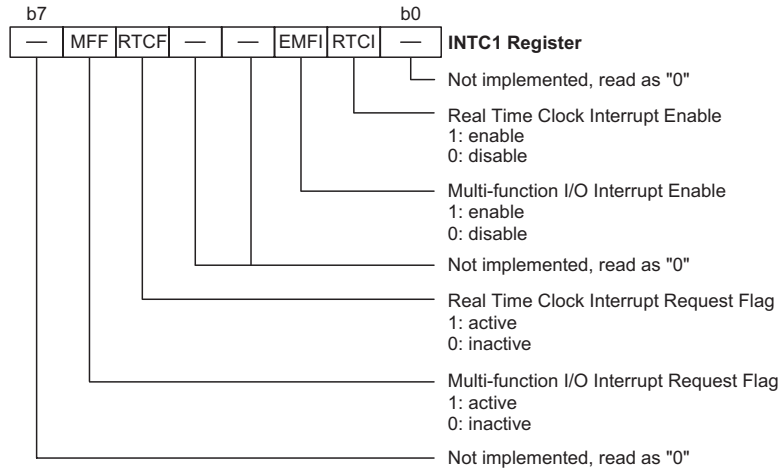 b7 b0
— MFF RTCF — — EMFI RTCI — INTC1 Register
Not implemented, read as "0"
Real Time Clock Interrupt Enable
1: enable
0: disable
Multi-function I/O Interrupt Enable
1: enable
0: disable
Not implemented, read as "0"
Real Time Clock Interrupt Request Flag
1: active
0: inactive
Multi-function I/O Interrupt Request Flag
1: active
0: inactive
Not implemented, read as "0"